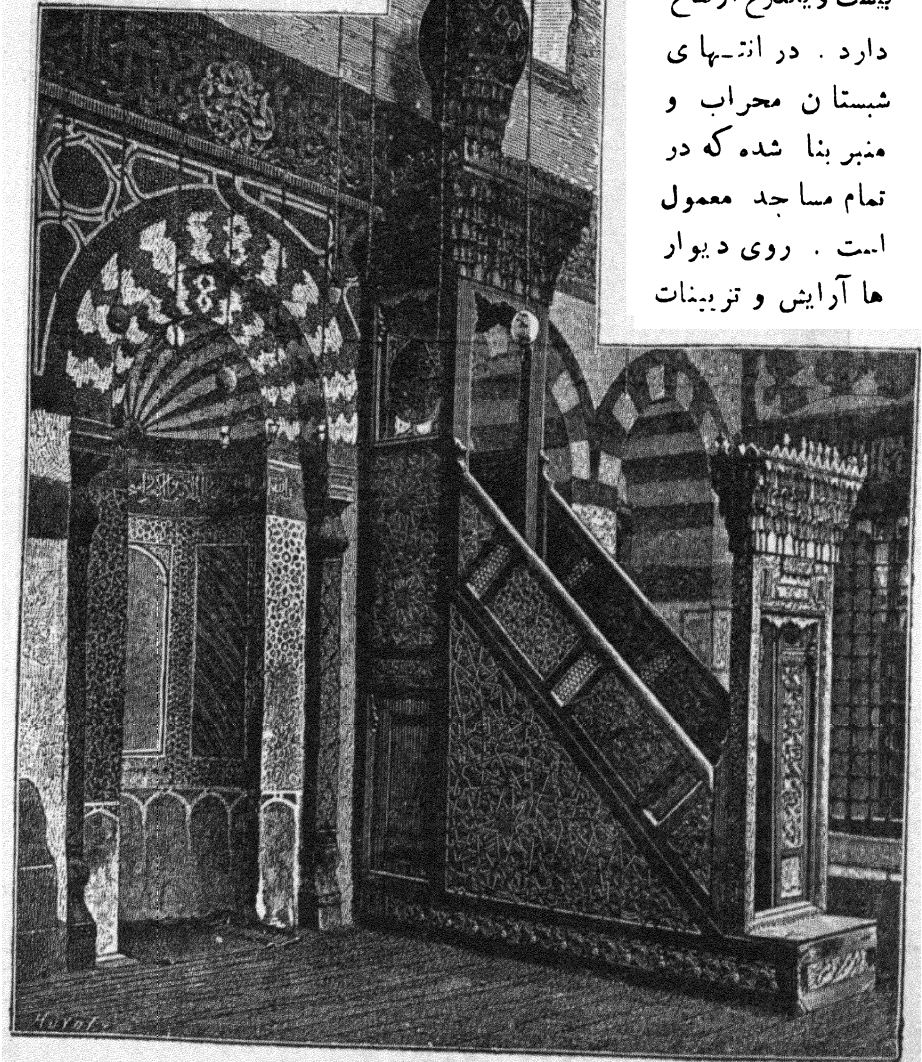 دارد . در انتهای
شبستان محراب و
منبر بنا شده که در
تمام مساجد معمول
است . روی دیوار
ها آرایش و تزیینات